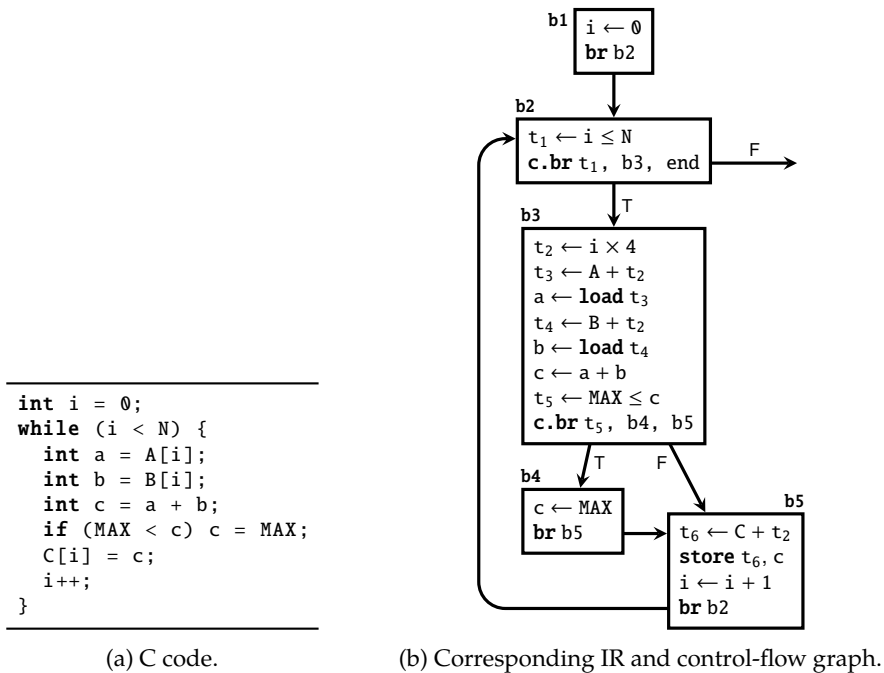 b1
i ← 0
br b2
b2
t₁ ← i ≤ N
c.br t₁, b3, end
F
T
b3
t₂ ← i × 4
t₃ ← A + t₂
a ← load t₃
t₄ ← B + t₂
b ← load t₄
c ← a + b
t₅ ← MAX ≤ c
c.br t₅, b4, b5
T
F
b4
c ← MAX
br b5
b5
t₆ ← C + t₂
store t₆, c
i ← i + 1
br b2
int i = 0;
while (i < N) {
int a = A[i];
int b = B[i];
int c = a + b;
if (MAX < c) c = MAX;
C[i] = c;
i++;
}
(a) C code.
(b) Corresponding IR and control-flow graph.